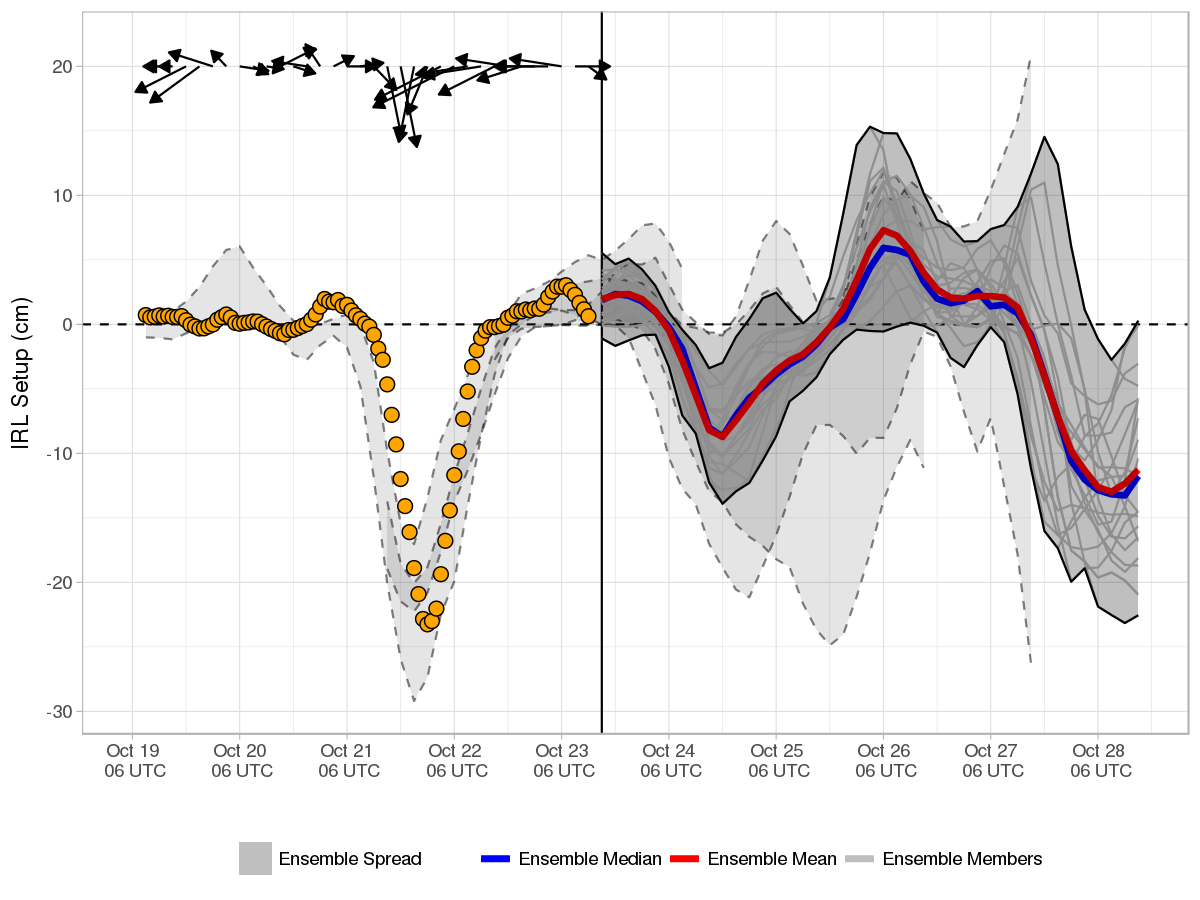 IRL Setup (cm)
20
10
0
-10
-20
-30
Oct 19 Oct 20 Oct 21 Oct 22 Oct 23 Oct 24 Oct 25 Oct 26 Oct 27 Oct 28
06 UTC 06 UTC 06 UTC 06 UTC 06 UTC 06 UTC 06 UTC 06 UTC 06 UTC 06 UTC
Ensemble Spread Ensemble Median Ensemble Mean Ensemble Members